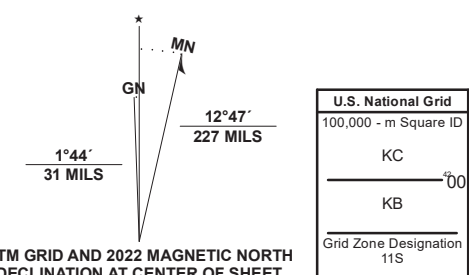 ★
MN
GN
12°47´
227 MILS
1°44´
31 MILS
TM GRID AND 2022 MAGNETIC NORTH
DECLINATION AT CENTER OF SHEET
U.S. National Grid
100,000 - m Square ID
KC
⁴²00
KB
Grid Zone Designation
11S